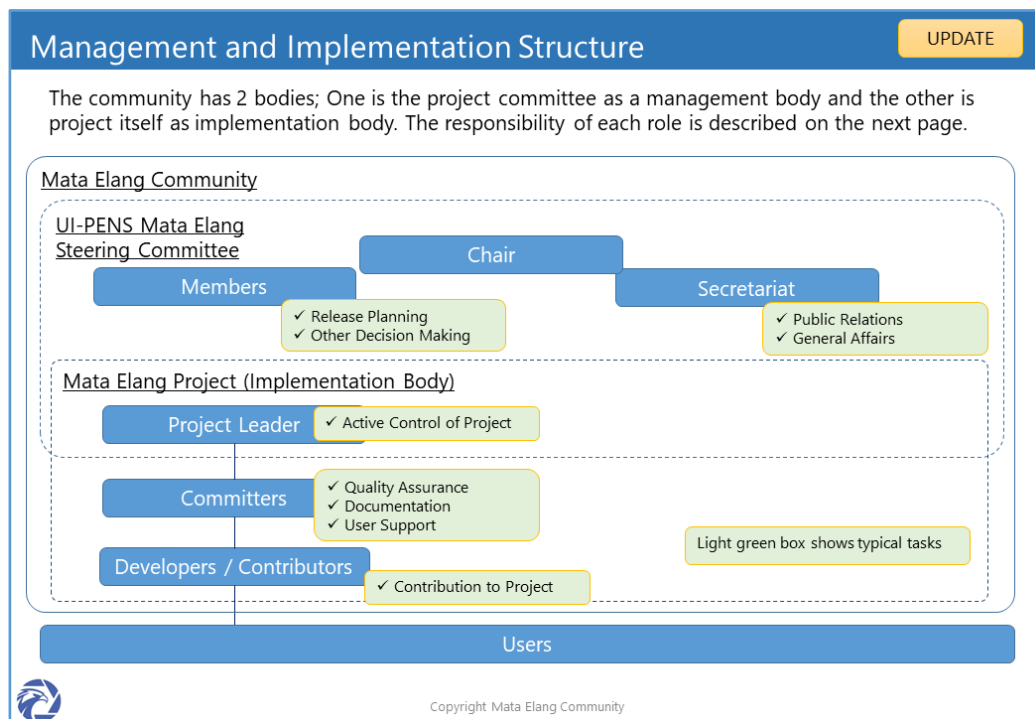 Management and Implementation Structure
UPDATE
The community has 2 bodies; One is the project committee as a management body and the other is
project itself as implementation body. The responsibility of each role is described on the next page.
Mata Elang Community
UI-PENS Mata Elang
Steering Committee
Chair
Members
Secretariat
✓ Release Planning
✓ Other Decision Making
✓ Public Relations
✓ General Affairs
Mata Elang Project (Implementation Body)
Project Leader
✓ Active Control of Project
Committers
✓ Quality Assurance
✓ Documentation
✓ User Support
Light green box shows typical tasks
Developers / Contributors
✓ Contribution to Project
Users
Copyright Mata Elang Community